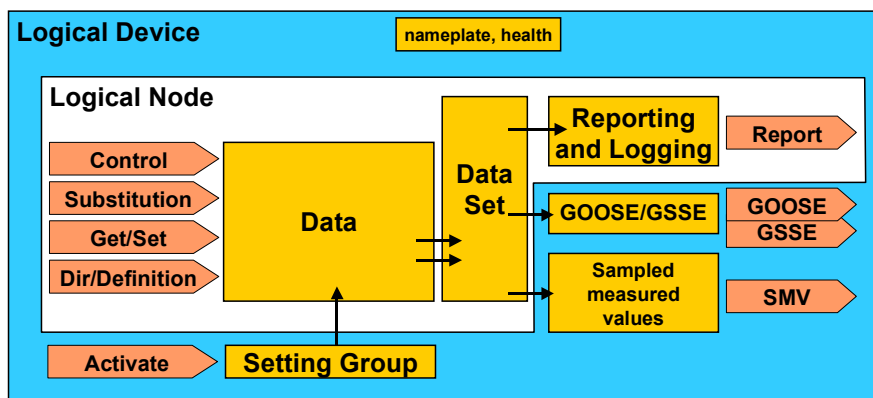 Logical Device
nameplate, health
Logical Node
Control
Substitution
Get/Set
Dir/Definition
Data
Data
Set
Reporting
and Logging
Report
GOOSE/GSSE
GOOSE
GSSE
Sampled
measured
values
SMV
Activate
Setting Group